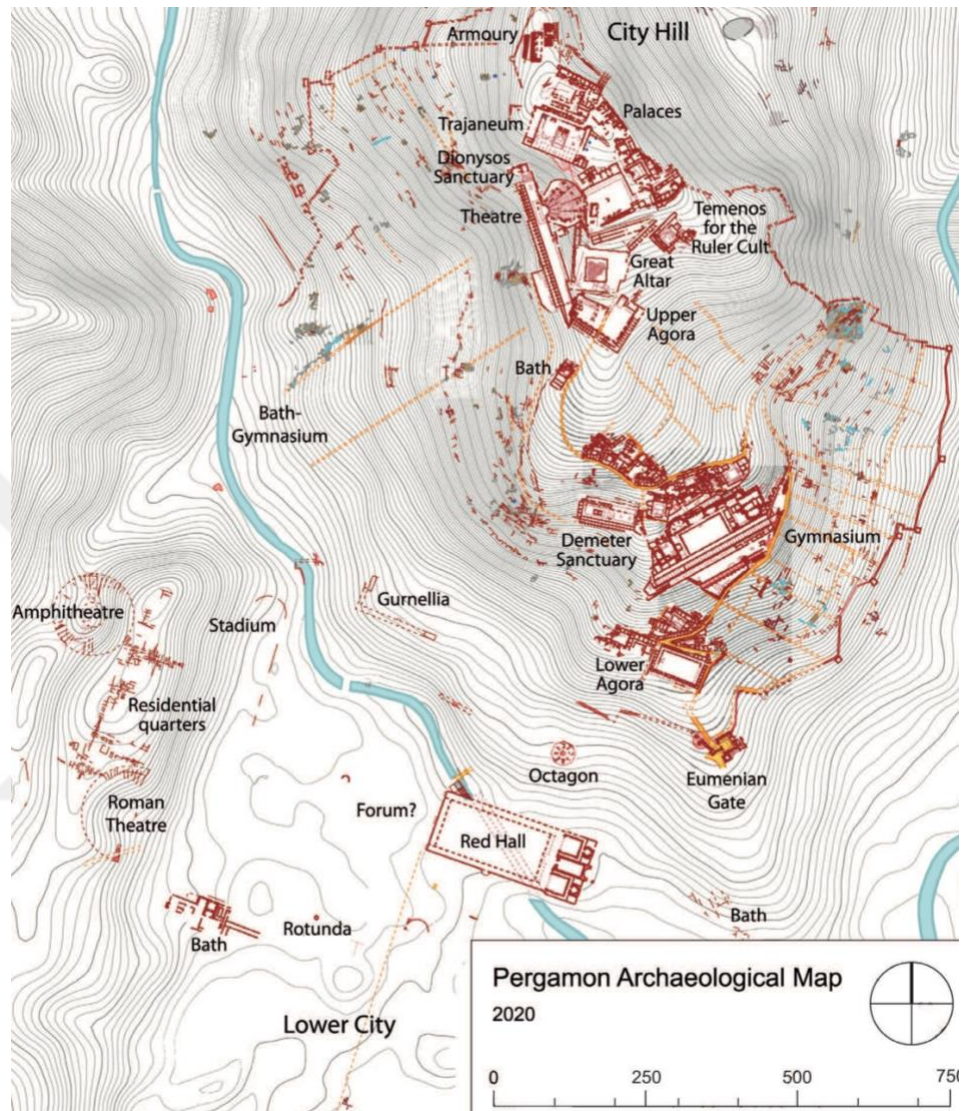 Armoury
City Hill
Palaces
Trajaneum
Dionysos
Sanctuary
Theatre
Temenos
for the
Ruler Cult
Great
Altar
Upper
Agora
Bath
Bath-
Gymnasium
Demeter
Sanctuary
Gymnasium
Amphitheatre
Stadium
Gurnellia
Lower
Agora
Residential
quarters
Octagon
Eumenian
Gate
Roman
Theatre
Forum?
Red Hall
Bath
Rotunda
Bath
Lower City
Pergamon Archaeological Map
2020
0 250 500 750